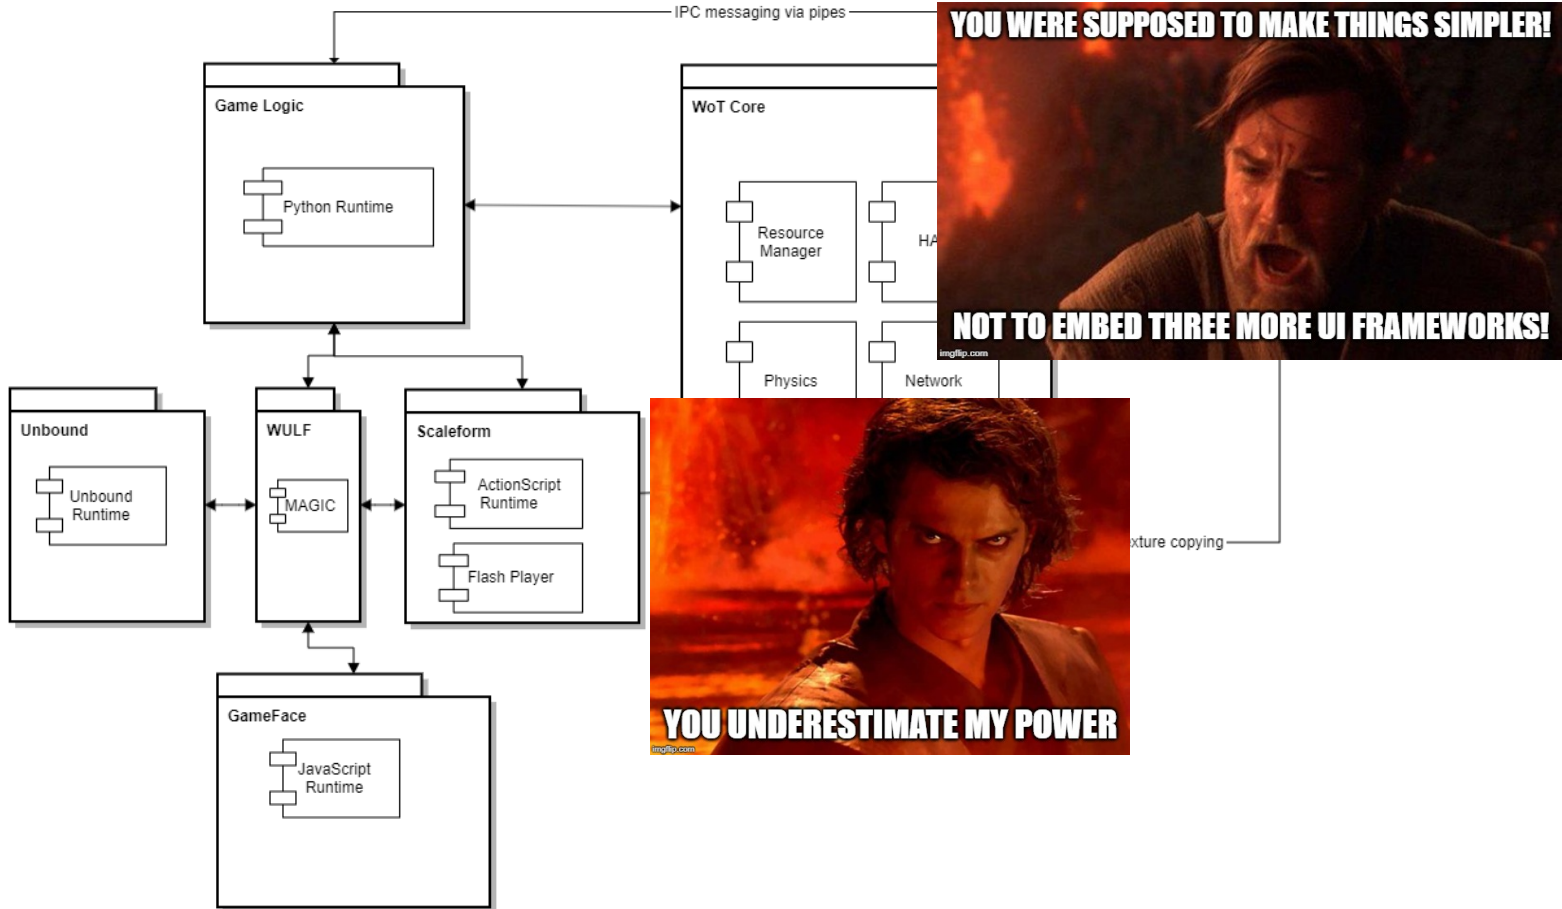 IPC messaging via pipes
YOU WERE SUPPOSED TO MAKE THINGS SIMPLER!
NOT TO EMBED THREE MORE UI FRAMEWORKS!
imgflip.com
Game Logic
Python Runtime
WoT Core
Resource
Manager
HA
Physics
Network
Unbound
Unbound
Runtime
WULF
MAGIC
Scaleform
ActionScript
Runtime
Flash Player
xture copying
YOU UNDERESTIMATE MY POWER
imgflip.com
GameFace
JavaScript
Runtime